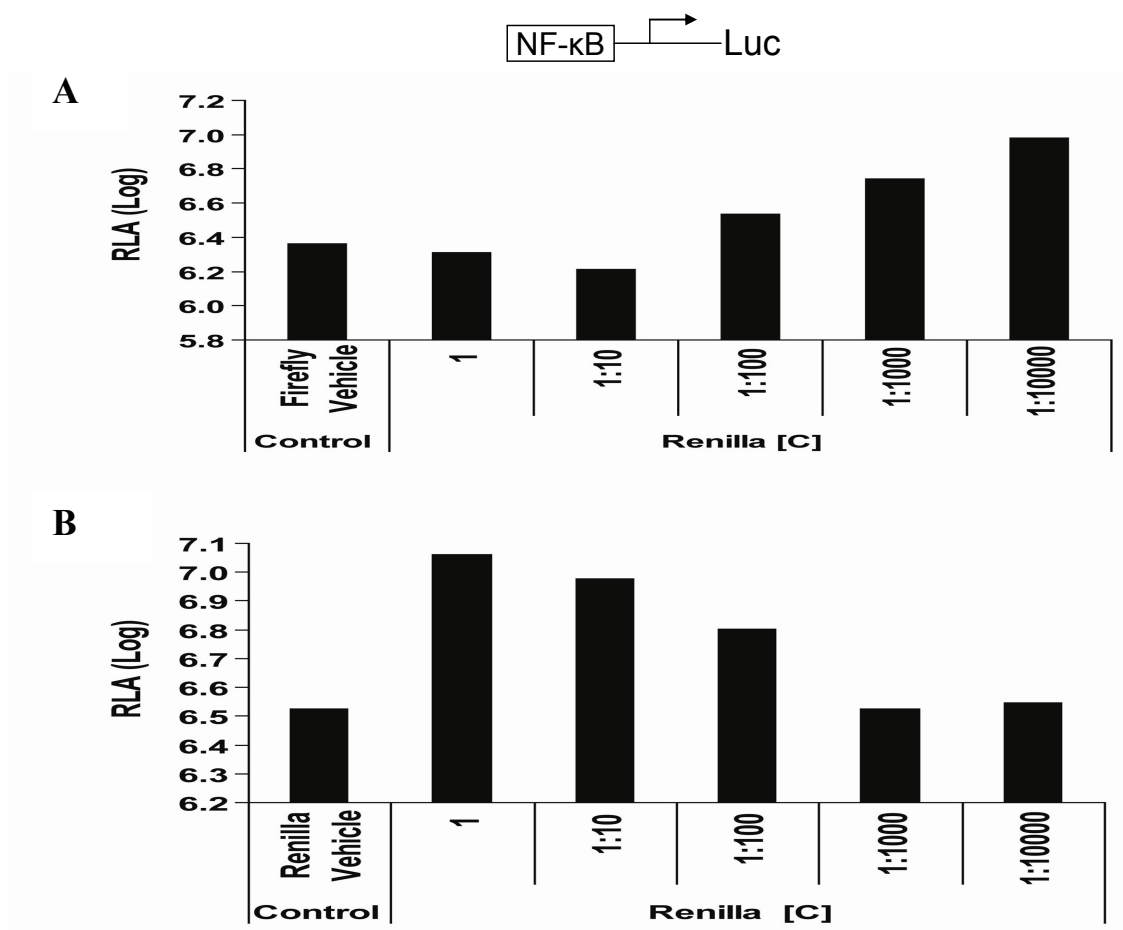 NF-κB Luc
A
7.2
7.0
6.8
6.6
6.4
6.2
6.0
5.8
RLA (Log)
Firefly
Vehicle
1
1:10
1:100
1:1000
1:10000
Control
Renilla [C]
B
7.1
7.0
6.9
6.8
6.7
6.6
6.5
6.4
6.3
6.2
RLA (Log)
Renilla
Vehicle
1
1:10
1:100
1:1000
1:10000
Control
Renilla [C]